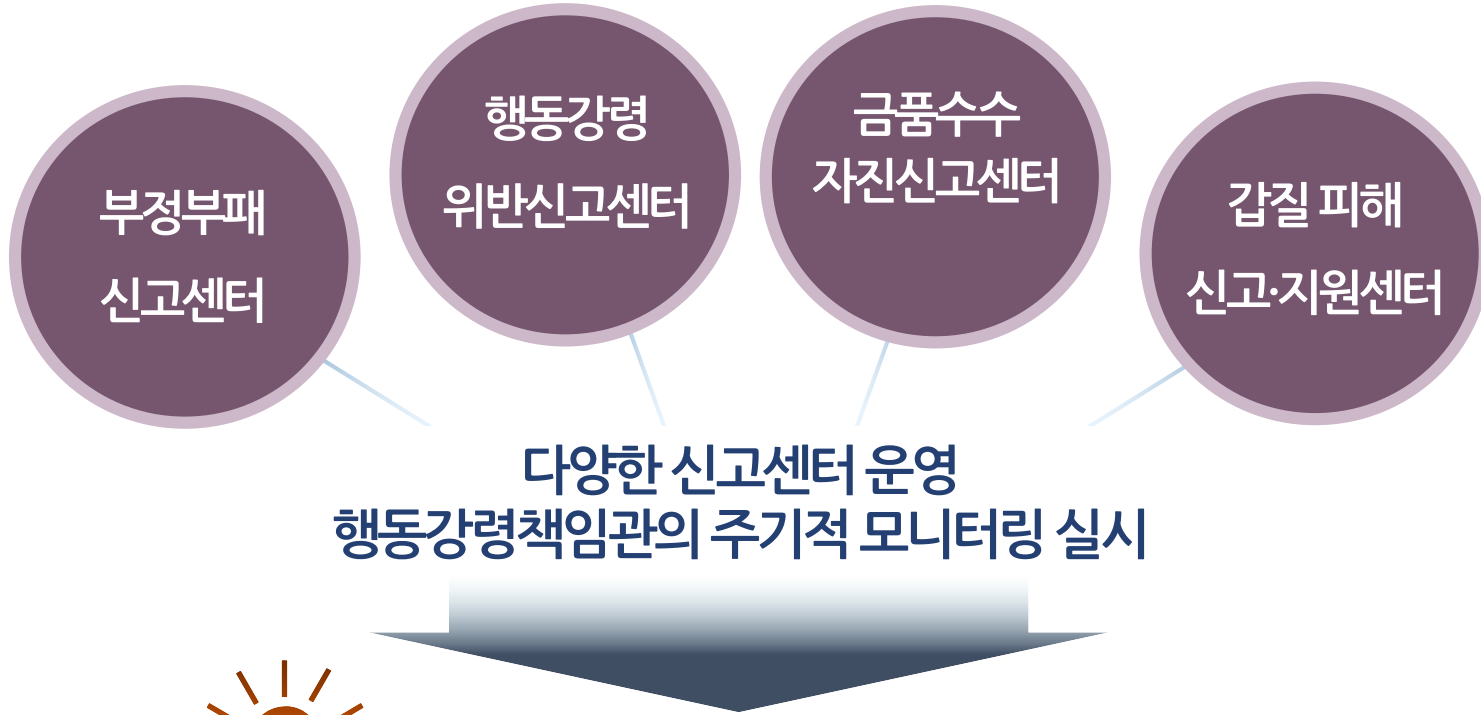 부정부패
신고센터
행동강령
위반신고센터
금품수수
자진신고센터
갑질 피해
신고·지원센터
다양한 신고센터 운영
행동강령책임관의 주기적 모니터링 실시